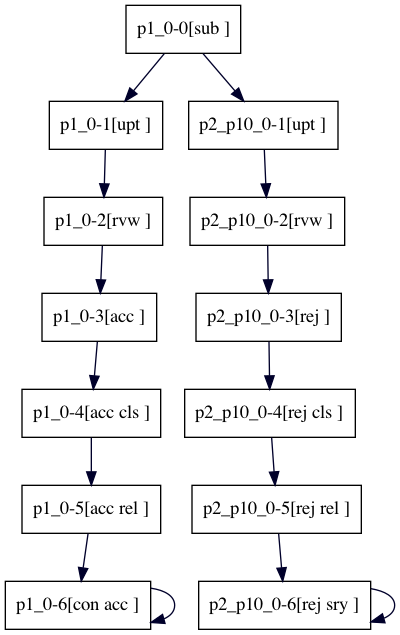 p1_0-0[sub ]
p1_0-1[upt ]
p2_p10_0-1[upt ]
p1_0-2[rvw ]
p2_p10_0-2[rvw ]
p1_0-3[acc ]
p2_p10_0-3[rej ]
p1_0-4[acc cls ]
p2_p10_0-4[rej cls ]
p1_0-5[acc rel ]
p2_p10_0-5[rej rel ]
p1_0-6[con acc ]
p2_p10_0-6[rej sry ]